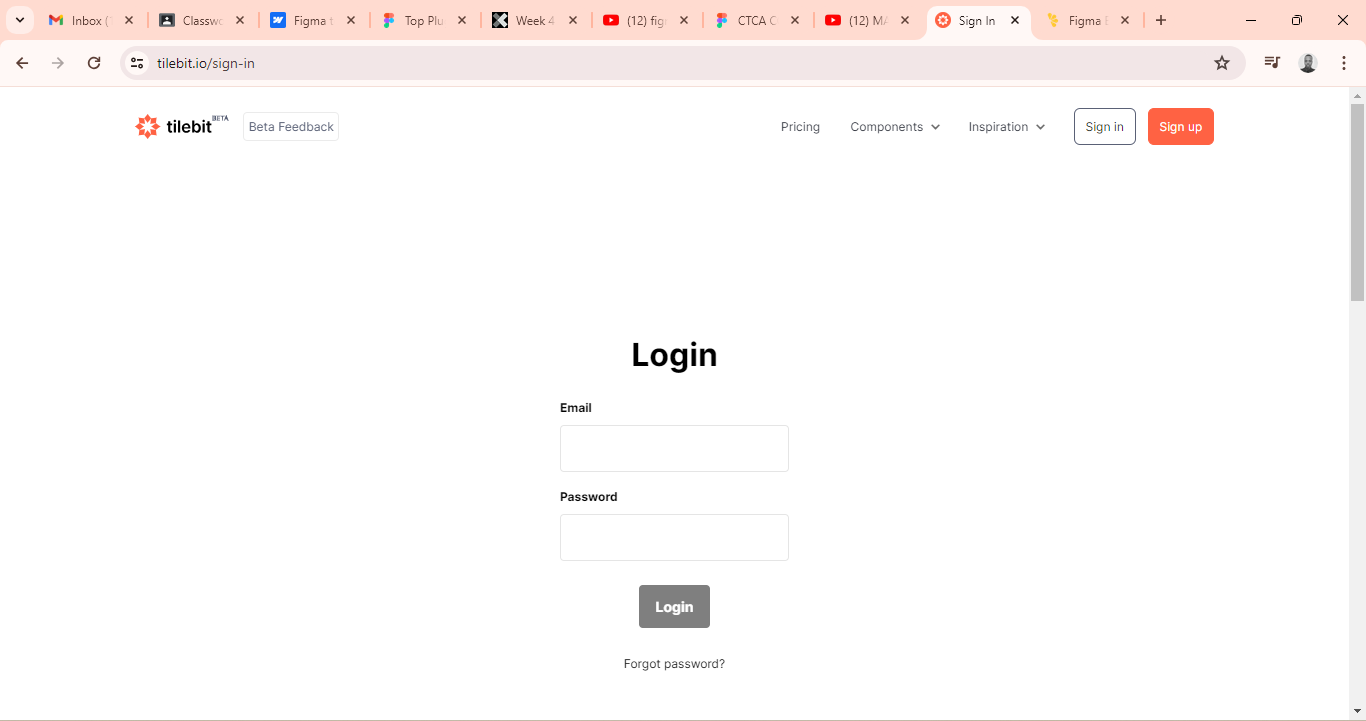 Inbox (
Classwo
Figma t
Top Plu
Week 4
(12) fig
CTCA C
(12) MA
Sign In
Figma E
tilebit.io/sign-in
tilebit BETA
Beta Feedback
Pricing
Components
Inspiration
Sign in
Sign up
Login
Email
Password
Login
Forgot password?